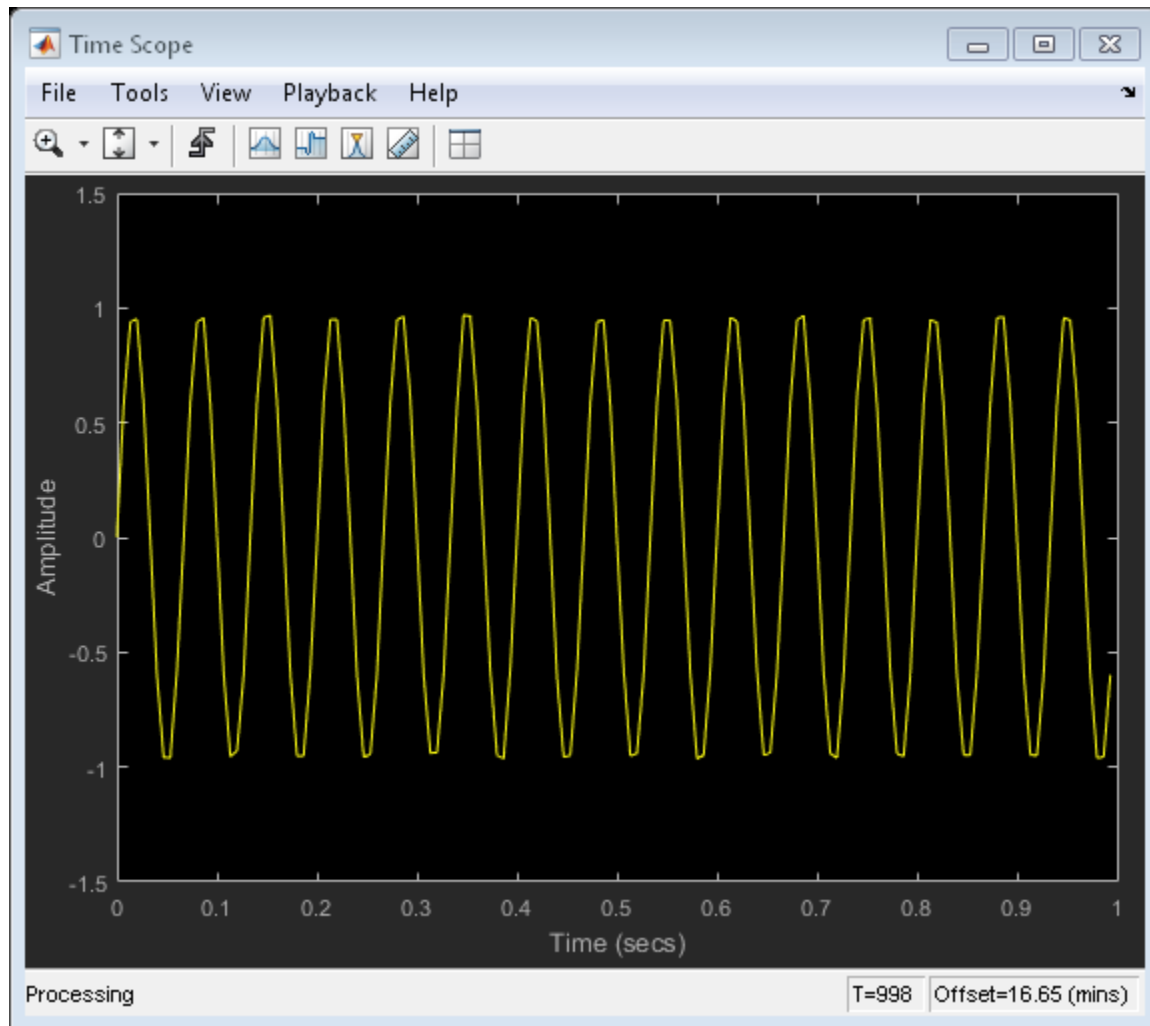 Time Scope
File Tools View Playback Help
1.5
1
0.5
0
-0.5
-1
-1.5
Amplitude
0 0.1 0.2 0.3 0.4 0.5 0.6 0.7 0.8 0.9 1
Time (secs)
Processing T=998 Offset=16.65 (mins)